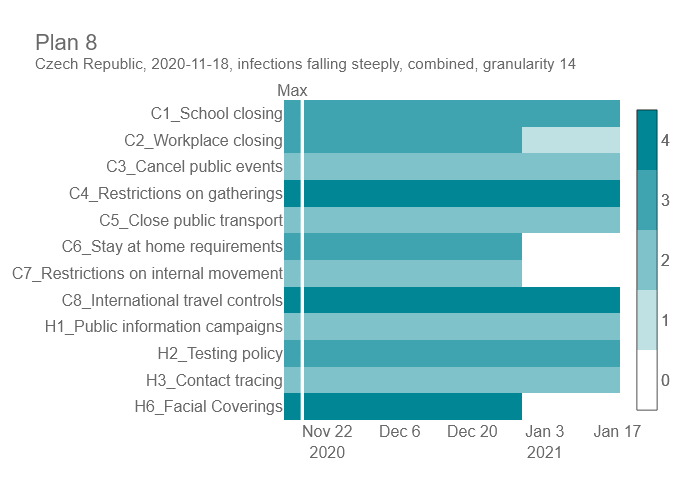 Plan 8
Czech Republic, 2020-11-18, infections falling steeply, combined, granularity 14
Max
C1_School closing
C2_Workplace closing
C3_Cancel public events
C4_Restrictions on gatherings
C5_Close public transport
C6_Stay at home requirements
C7_Restrictions on internal movement
C8_International travel controls
H1_Public information campaigns
H2_Testing policy
H3_Contact tracing
H6_Facial Coverings
4
3
2
1
0
Nov 22 Dec 6 Dec 20 Jan 3 Jan 17
2020 2021